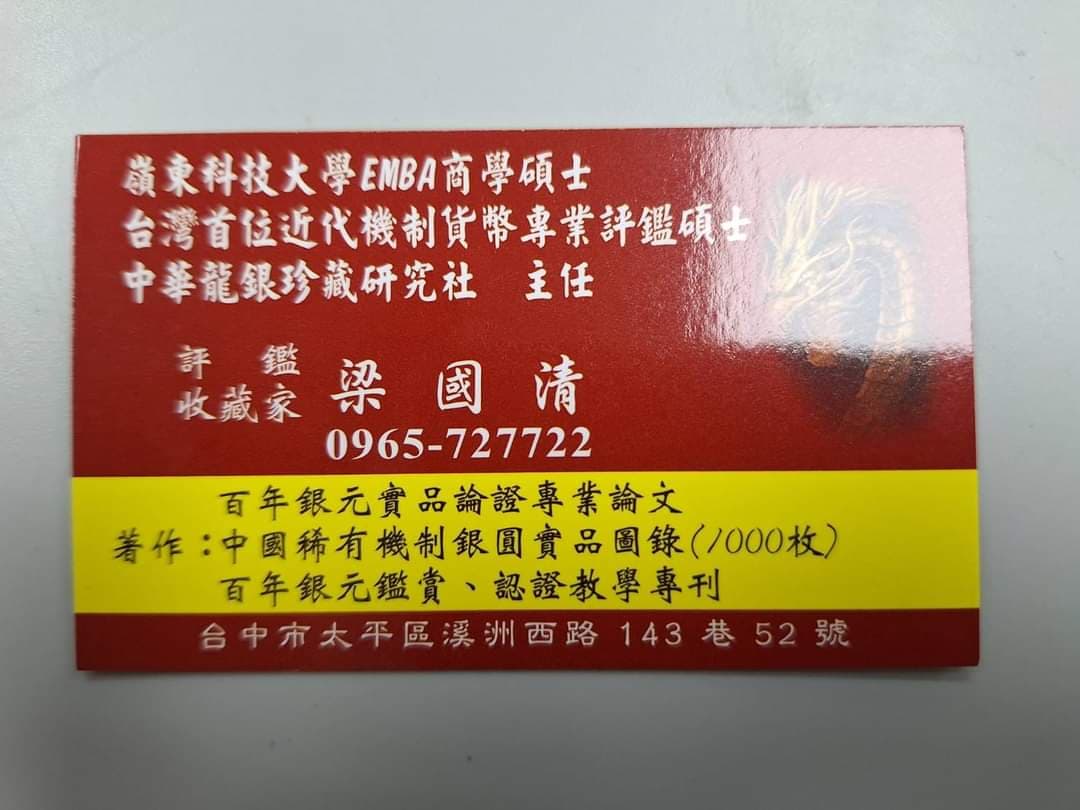 嶺東科技大學EMBA商學碩士
台灣首位近代機制貨幣專業評鑑碩士
中華龍銀珍藏研究社 主任
評鑑
收藏家 梁國清
0965-727722
百年銀元實品論證專業論文
著作:中國稀有機制銀圓實品圖錄(1000枚)
百年銀元鑑賞、認證教學專刊
台中市太平區溪洲西路 143 巷 52 號